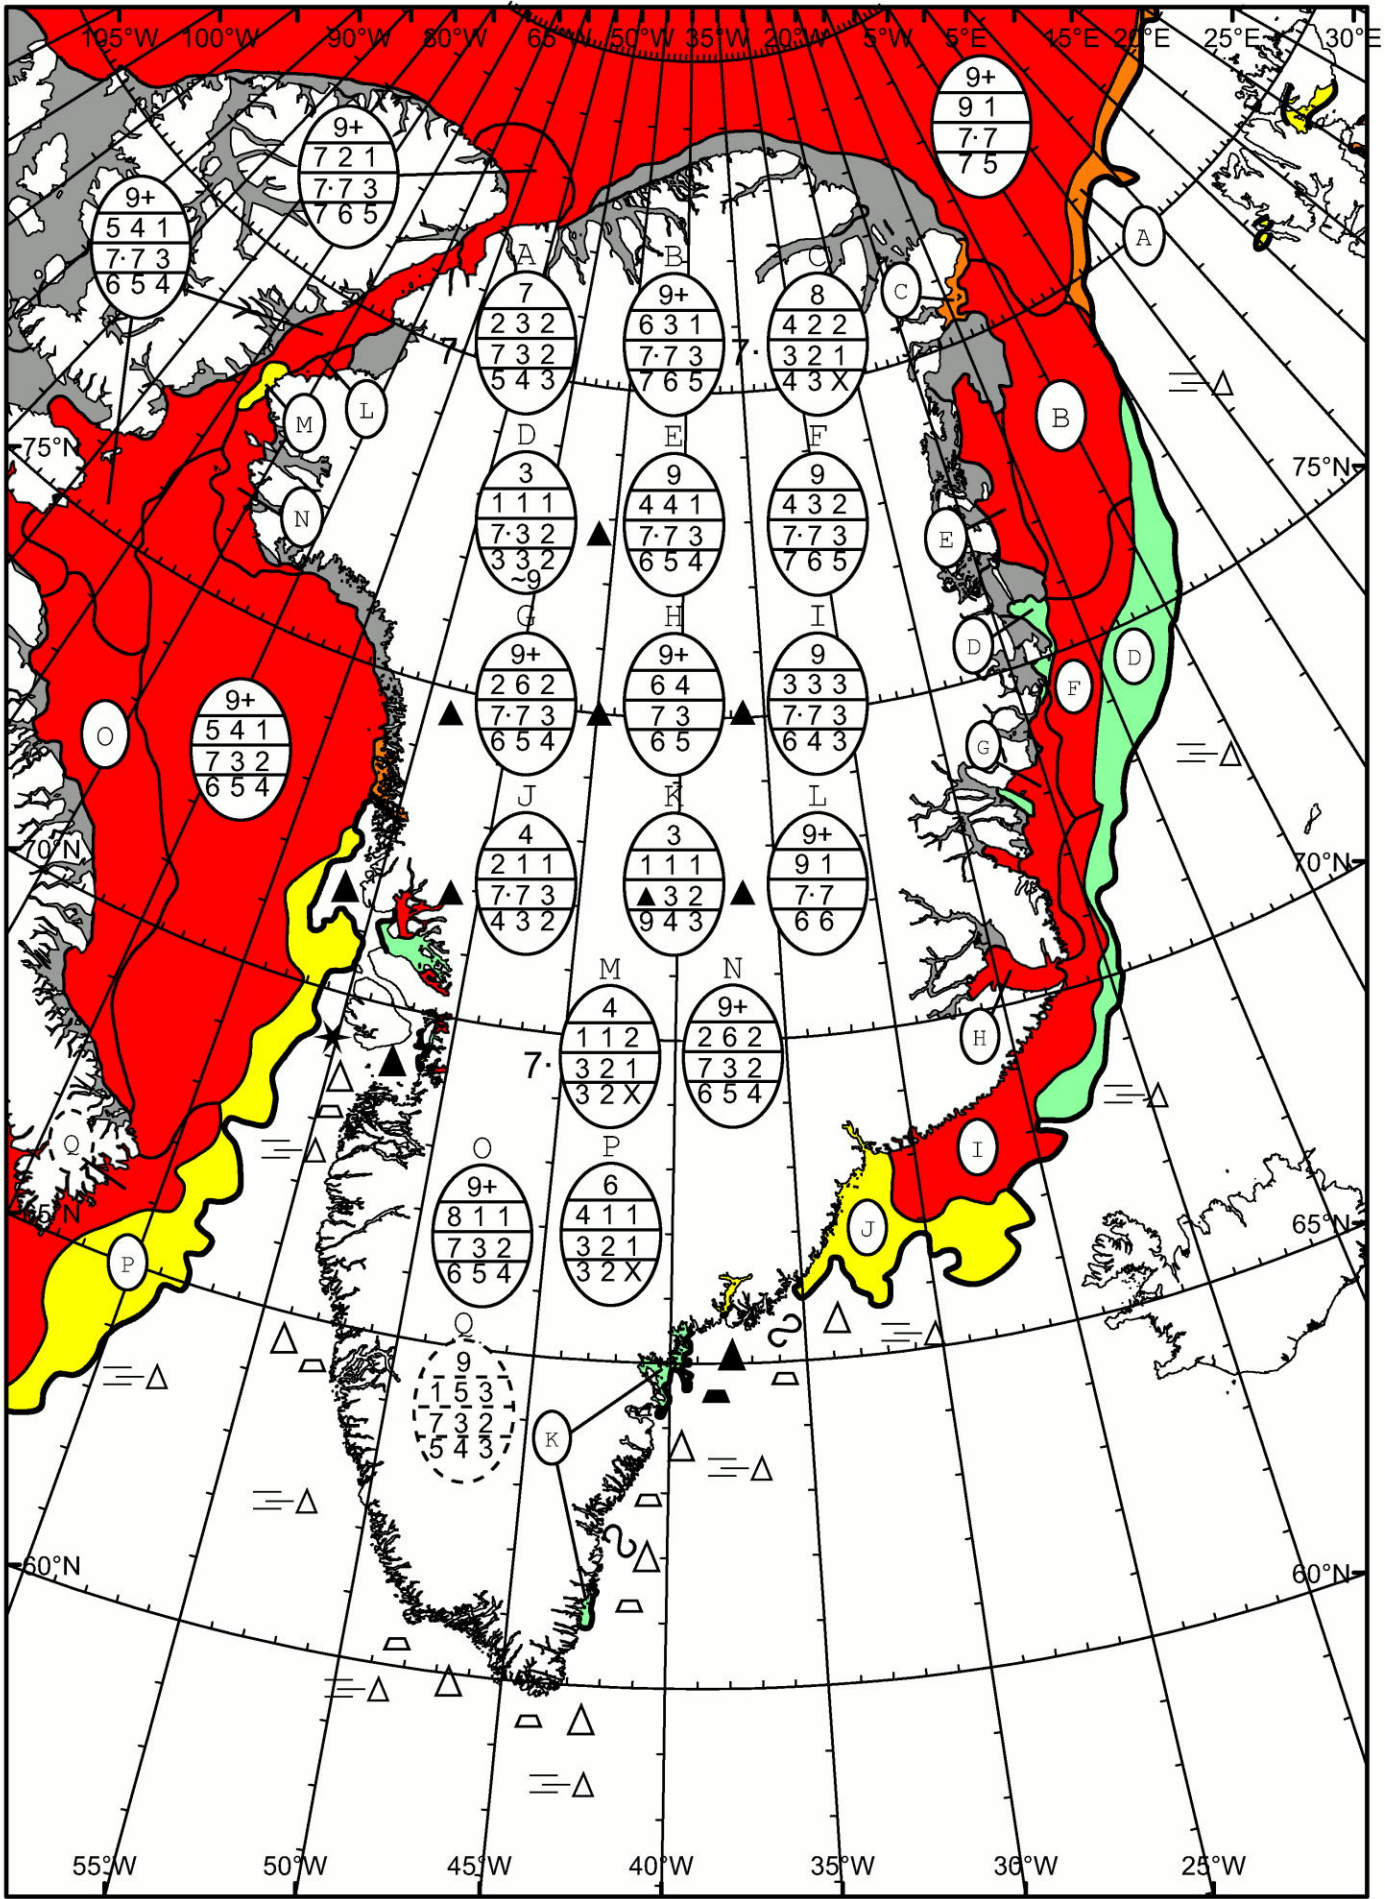 105°W 100°W 90°W 80°W 65°W 50°W 35°W 20°W 5°W 5°E 15°E 20°E 25°E 30°E
9+
9 1
7·7
7 5
9+
7 2 1
7·7 3
7 6 5
9+
5 4 1
7·7 3
6 5 4
A
C
A B C
7 9+ 8
2 3 2 6 3 1 4 2 2
7 7 3 2 7·7 3 7· 3 2 1
5 4 3 7 6 5 4 3 X
L
M
B
D E F
75°N 75°N
3 9 9
1 1 1 4 4 1 4 3 2
7·3 2 7·7 3 7·7 3
3 3 2 6 5 4 7 6 5
~9
N
E
G H I
D D
9+ 9+ 9
2 6 2 6 4 3 3 3
7·7 3 7 3 7·7 3
6 5 4 6 5 6 4 3
F
O
G
9+
5 4 1
7 3 2
6 5 4
J K L
4 3 9+
2 1 1 1 1 1 9 1
7·7 3 3 2 7·7
4 3 2 9 4 3 6 6
70°N 70°N
M N
4 9+
1 1 2 2 6 2
7· 3 2 1 7 3 2
3 2 X 6 5 4
H
Q
O P
I
9+ 6
8 1 1 4 1 1
7 3 2 3 2 1
6 5 4 3 2 X
65°N 65°N
J
P
Q
9
1 5 3
7 3 2
5 4 3
K
60°N 60°N
55°W 50°W 45°W 40°W 35°W 30°W 25°W